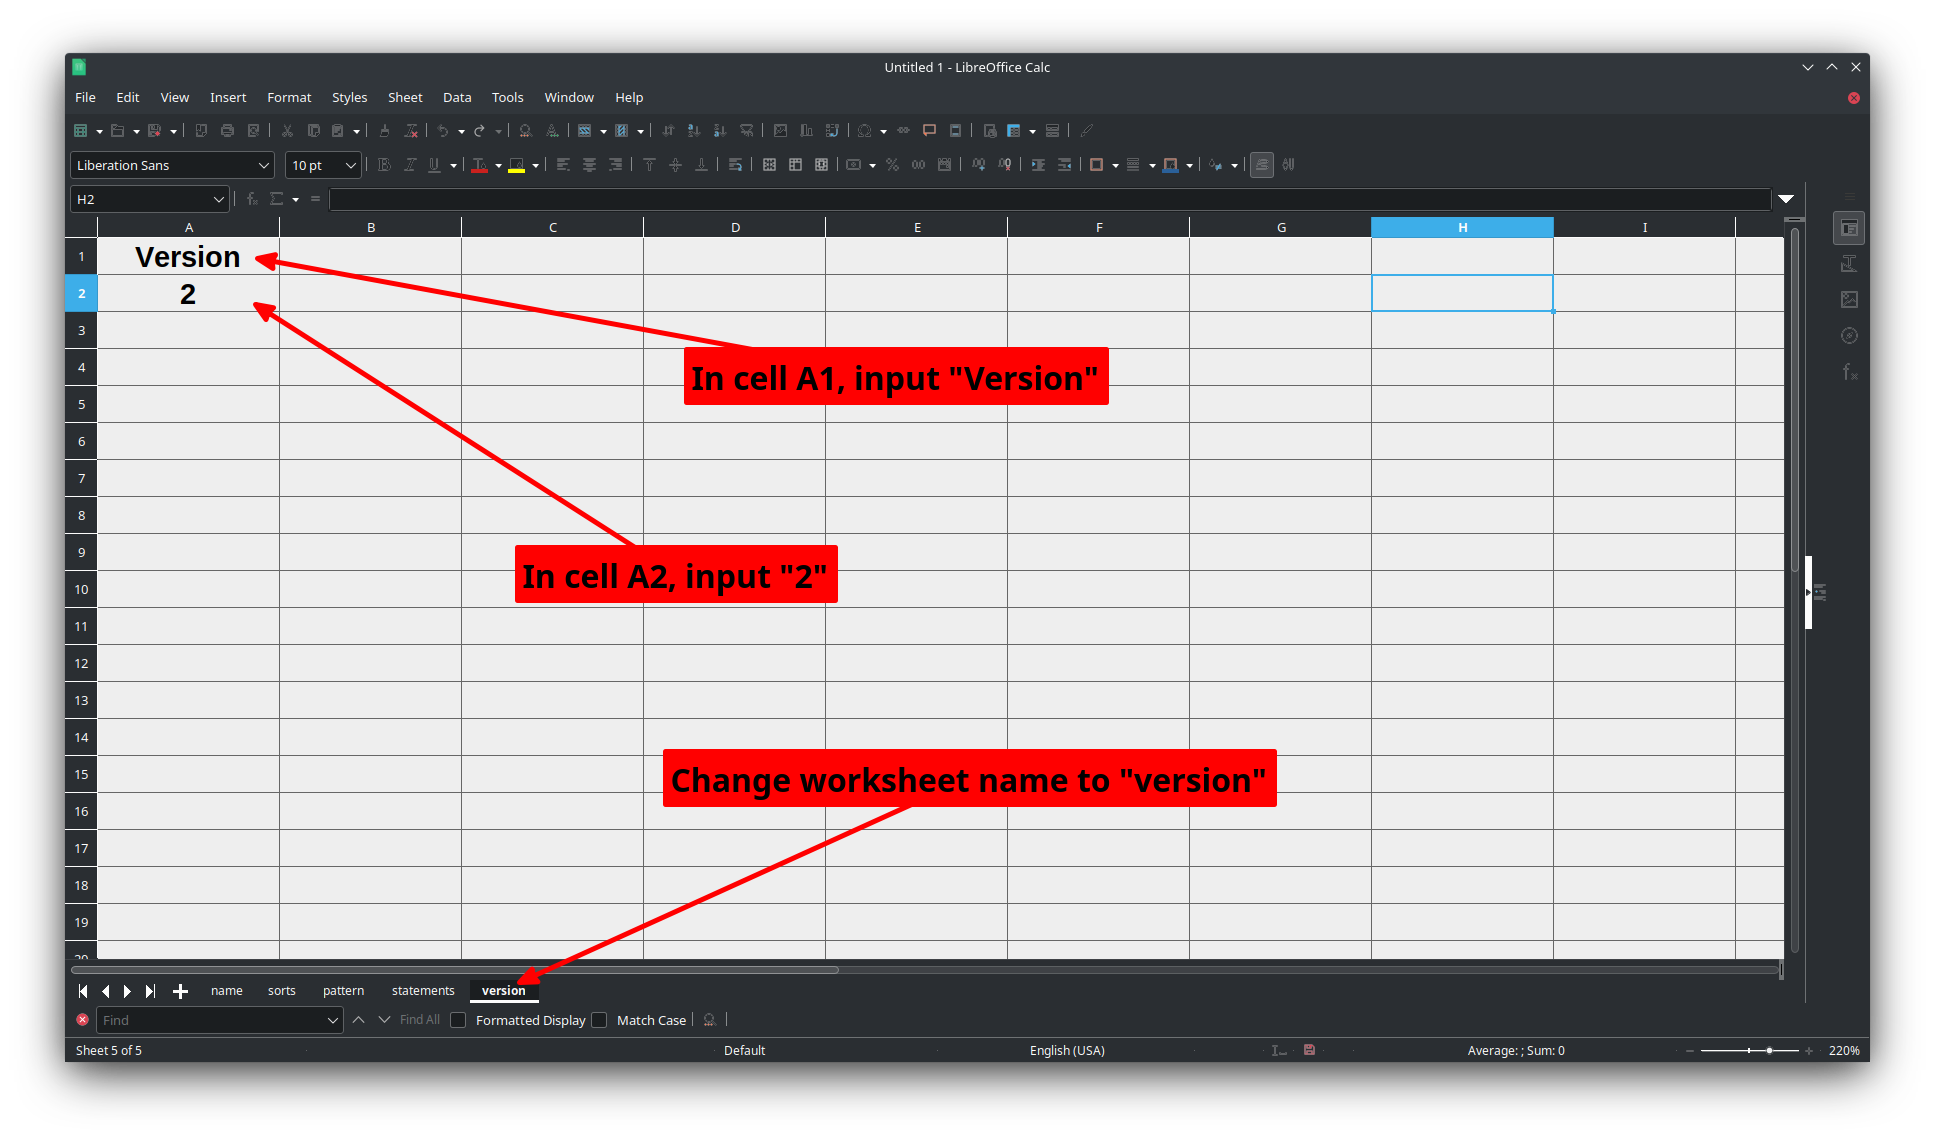 Untitled 1 - LibreOffice Calc
File Edit View Insert Format Styles Sheet Data Tools Window Help
Liberation Sans 10 pt
H2
A B C D E F G H I
1 Version
2 2
3
In cell A1, input "Version"
4
5
6
7
8
9
In cell A2, input "2"
10
11
12
13
14
15
Change worksheet name to "version"
16
17
18
19
20
name sorts pattern statements version
Find Find All Formatted Display Match Case
Sheet 5 of 5 Default English (USA) Average: ; Sum: 0 220%